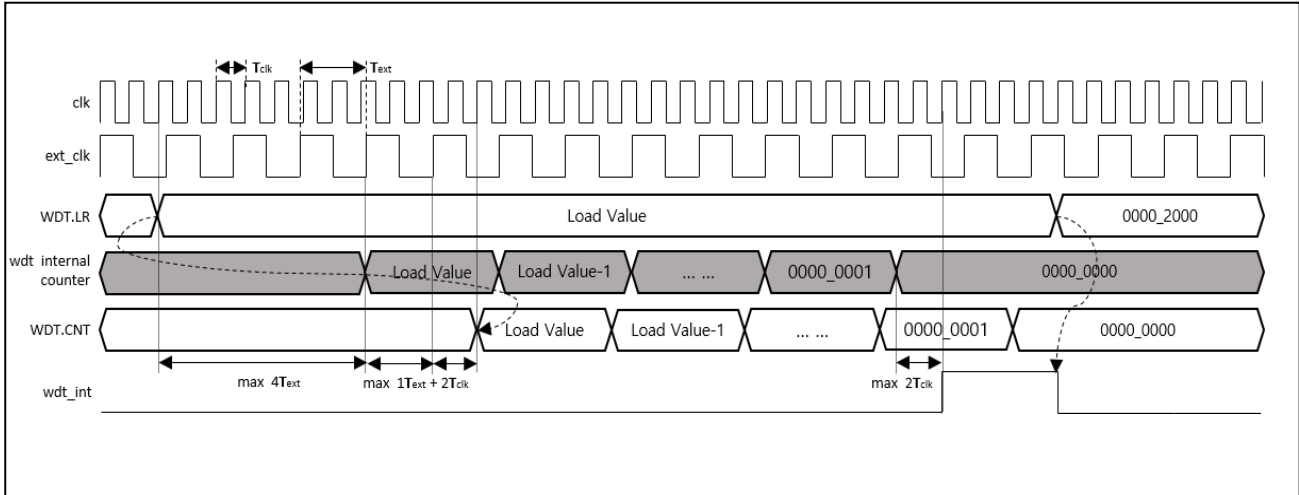 Tclk
Text
clk
ext_clk
WDT.LR
Load Value
0000_2000
wdt internal
counter
Load Value
Load Value-1
... ...
0000_0001
0000_0000
WDT.CNT
Load Value
Load Value-1
... ...
0000_0001
0000_0000
max 4Text
max 1Text + 2Tclk
max 2Tclk
wdt_int